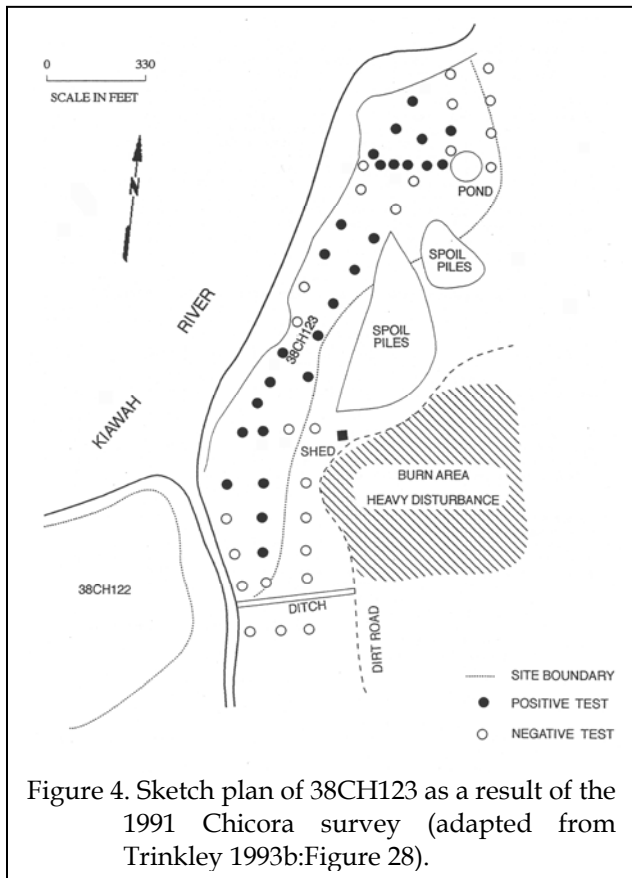 0 330
SCALE IN FEET
N
POND
SPOIL
PILES
SPOIL
PILES
38CH123
RIVER
KIAWAH
SHED
BURN AREA
HEAVY DISTURBANCE
38CH122
DITCH
DIRT ROAD
SITE BOUNDARY
POSITIVE TEST
NEGATIVE TEST
Figure 4. Sketch plan of 38CH123 as a result of the
1991 Chicora survey (adapted from
Trinkley 1993b:Figure 28).